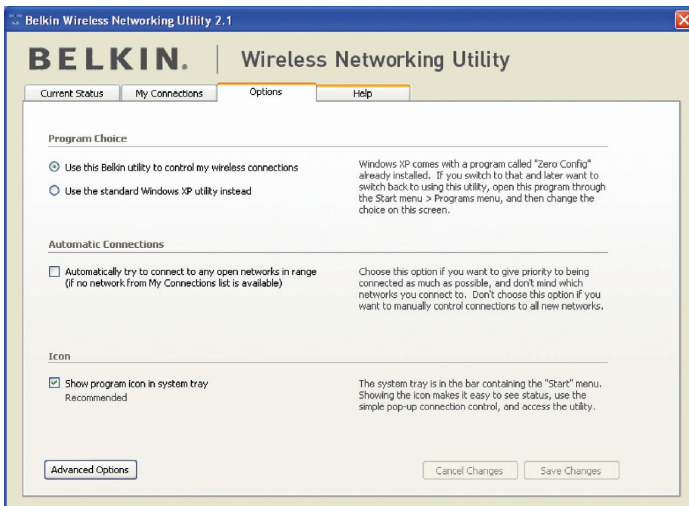 Belkin Wireless Networking Utility 2.1
BELKIN. | Wireless Networking Utility
Current Status My Connections Options Help
Program Choice
Use this Belkin utility to control my wireless connections
Use the standard Windows XP utility instead
Windows XP comes with a program called "Zero Config"
already installed. If you switch to that and later want to
switch back to using this utility, open this program through
the Start menu > Programs menu, and then change the
choice on this screen.
Automatic Connections
Automatically try to connect to any open networks in range
(if no network from My Connections list is available)
Choose this option if you want to give priority to being
connected as much as possible, and don't mind which
networks you connect to. Don't choose this option if you
want to manually control connections to all new networks.
Icon
Show program icon in system tray
Recommended
The system tray is in the bar containing the "Start" menu.
Showing the icon makes it easy to see status, use the
simple pop-up connection control, and access the utility.
Advanced Options Cancel Changes Save Changes